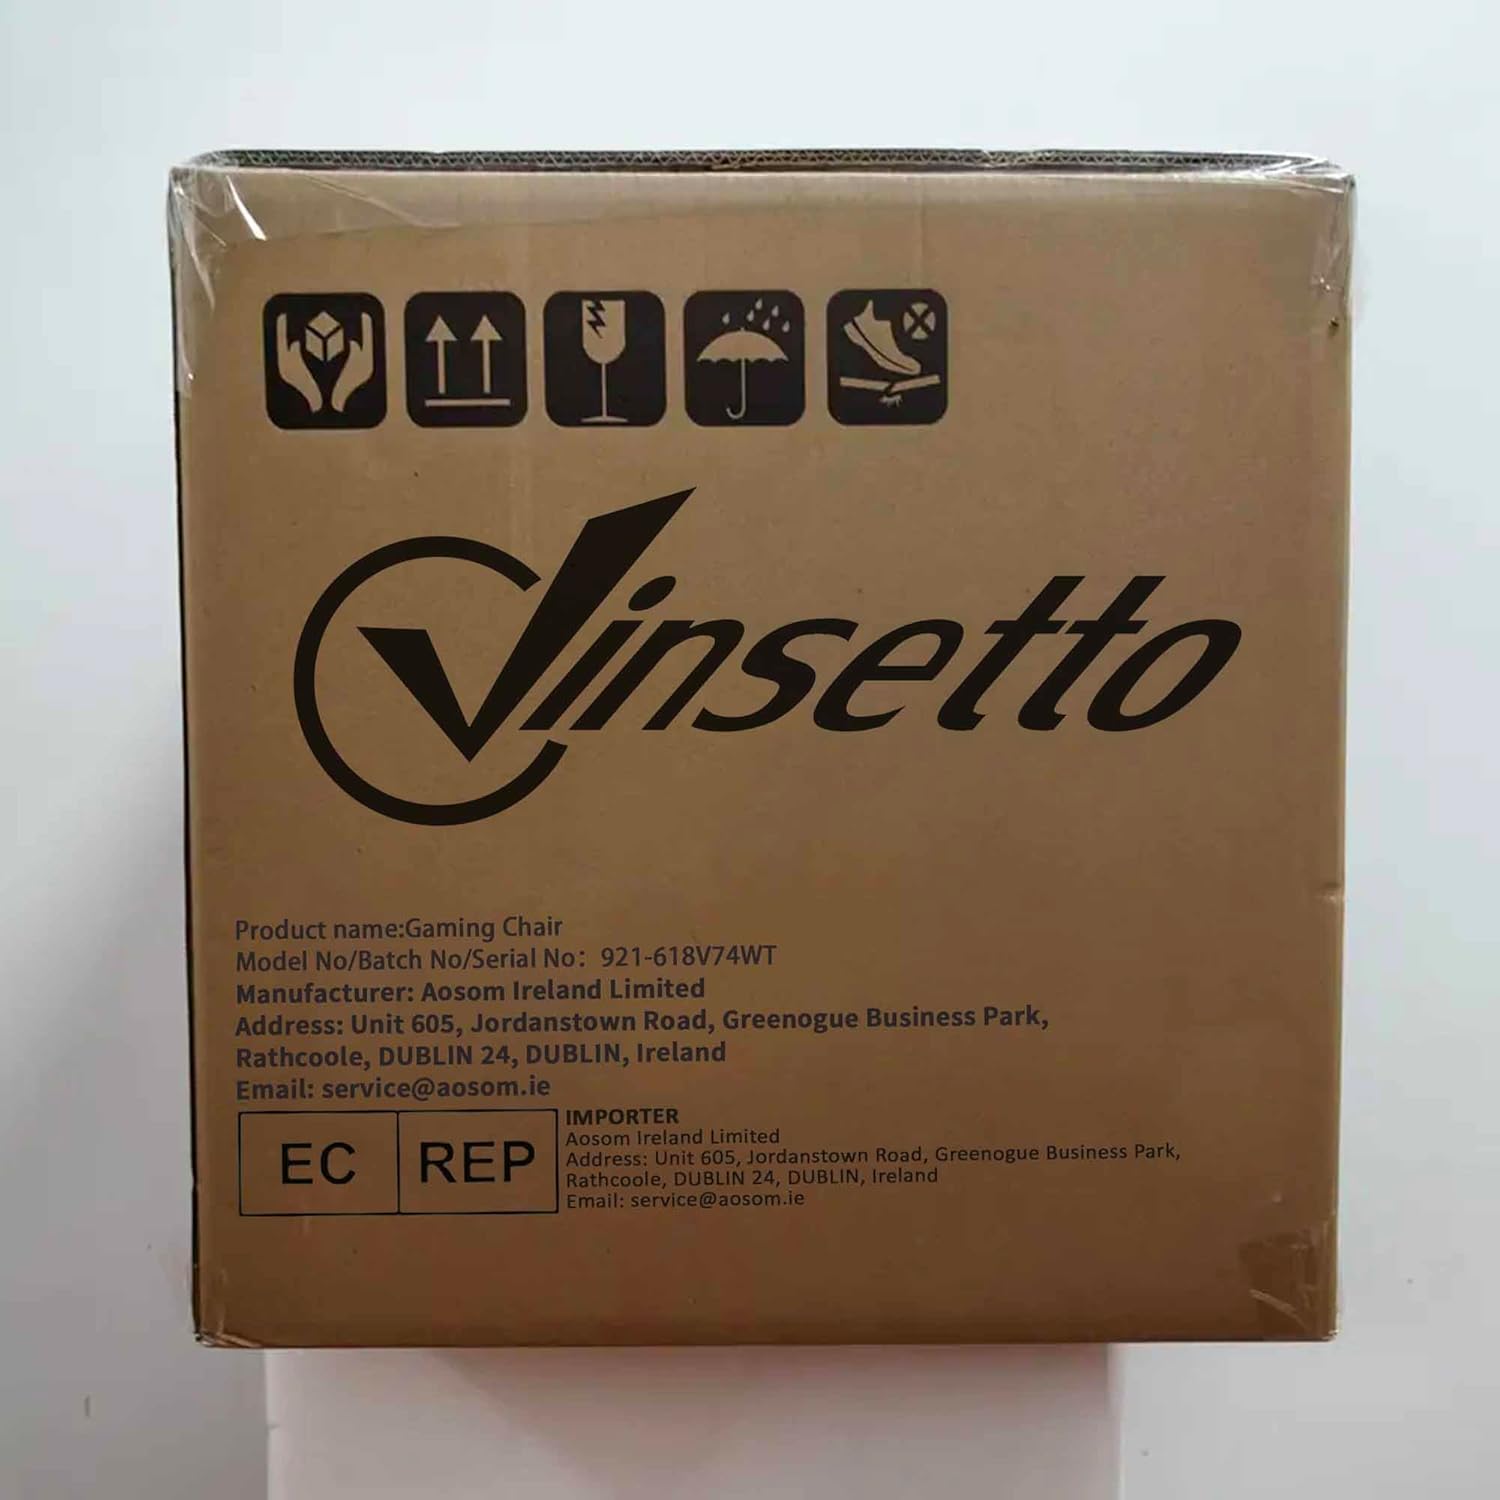 Vinsetto
Product name:Gaming Chair
Model No/Batch No/Serial No: 921-618V74WT
Manufacturer: Aosom Ireland Limited
Address: Unit 605, Jordanstown Road, Greenogue Business Park,
Rathcoole, DUBLIN 24, DUBLIN, Ireland
Email: service@aosom.ie
EC REP
IMPORTER
Aosom Ireland Limited
Address: Unit 605, Jordanstown Road, Greenogue Business Park,
Rathcoole, DUBLIN 24, DUBLIN, Ireland
Email: service@aosom.ie